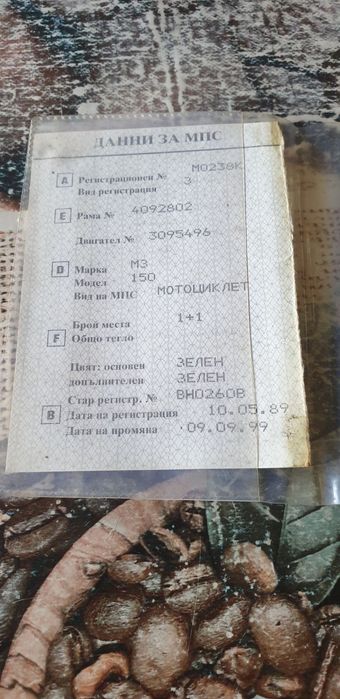 ДАННИ ЗА МПС
A Регистрационен № М0238К
Вид регистрация 3
E Рама № 4092802
Двигател № 3095496
D Марка МЗ
Модел 150
Вид на МПС МОТОЦИКЛЕТ
Брой места 1+1
F Общо тегло
Цвят: основен ЗЕЛЕН
допълнителен ЗЕЛЕН
Стар регистр. № ВН0260В
B Дата на регистрация 10.05.89
Дата на промяна 09.09.99